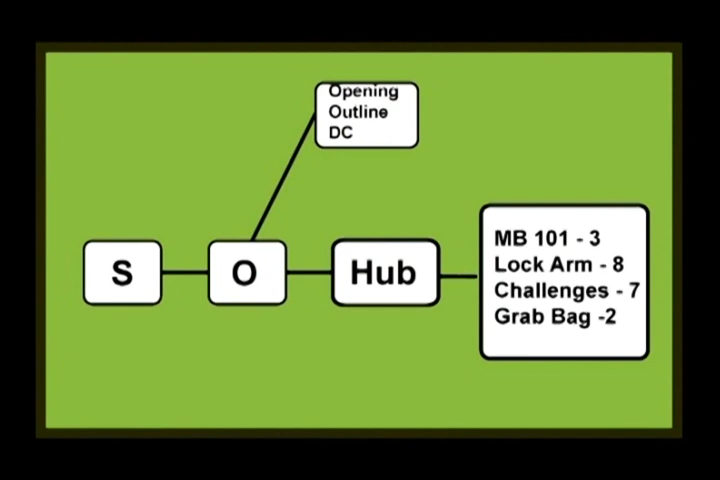 Opening
Outline
DC
S
O
Hub
MB 101 - 3
Lock Arm - 8
Challenges - 7
Grab Bag -2